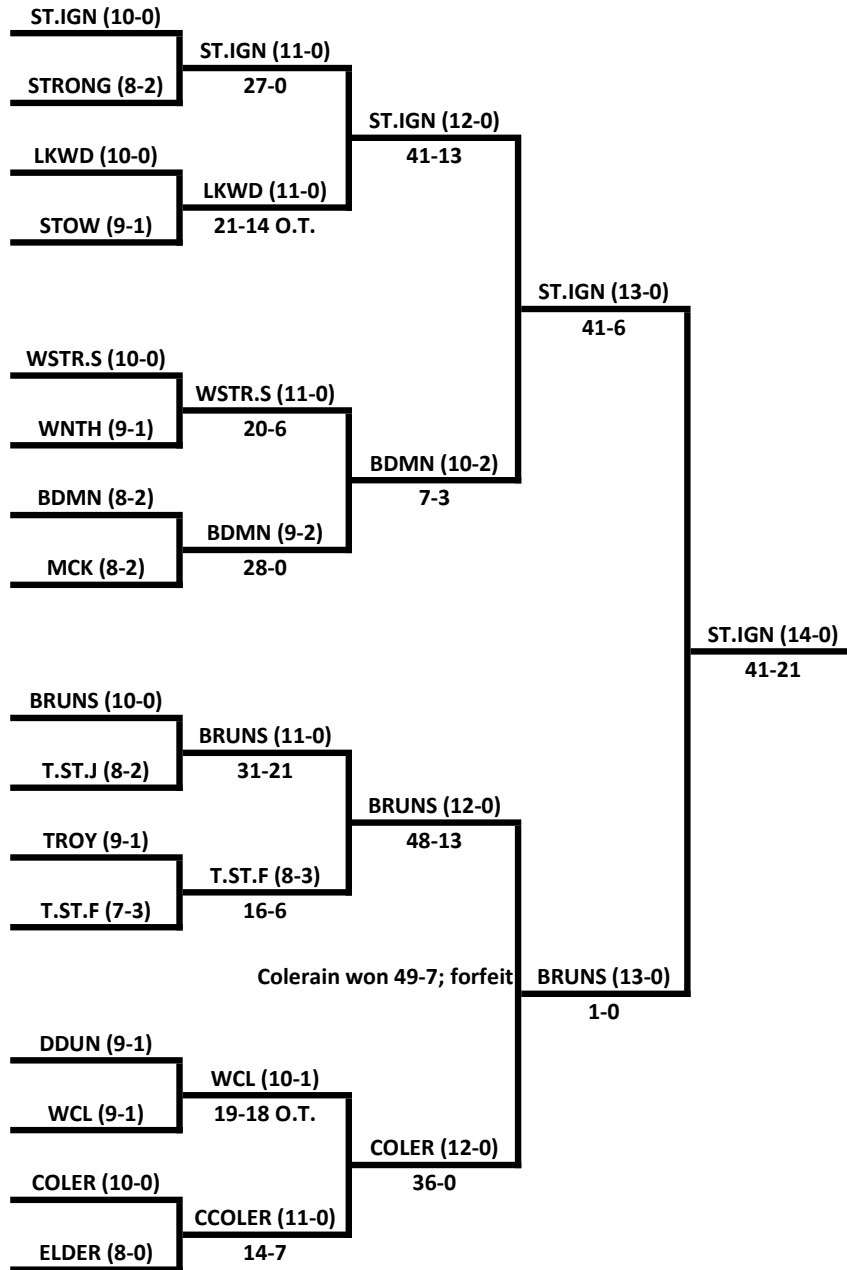 ST.IGN (10-0)
ST.IGN (11-0)
STRONG (8-2)
27-0
ST.IGN (12-0)
41-13
LKWD (10-0)
LKWD (11-0)
STOW (9-1)
21-14 O.T.
ST.IGN (13-0)
41-6
WSTR.S (10-0)
WSTR.S (11-0)
WNTH (9-1)
20-6
BDMN (10-2)
7-3
BDMN (8-2)
BDMN (9-2)
MCK (8-2)
28-0
ST.IGN (14-0)
41-21
BRUNS (10-0)
BRUNS (11-0)
T.ST.J (8-2)
31-21
BRUNS (12-0)
48-13
TROY (9-1)
T.ST.F (8-3)
T.ST.F (7-3)
16-6
Colerain won 49-7; forfeit
BRUNS (13-0)
1-0
DDUN (9-1)
WCL (10-1)
WCL (9-1)
19-18 O.T.
COLER (12-0)
36-0
COLER (10-0)
CCOLER (11-0)
ELDER (8-0)
14-7